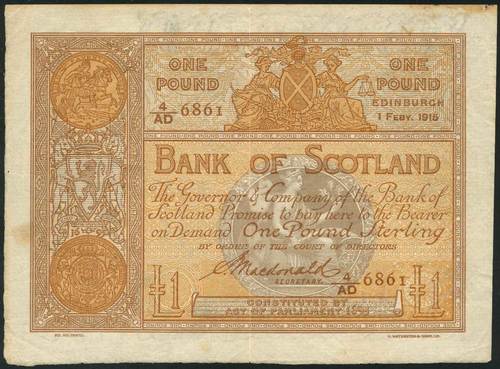 ONE POUND
ONE POUND
4/AD 6861
EDINBURGH
1 FEBY. 1915
BANK OF SCOTLAND
The Governor & Company of the Bank of
Scotland Promise to pay here to the Bearer
on Demand One Pound Sterling
BY ORDER OF THE COURT OF DIRECTORS
J Macdonald
SECRETARY.
4/AD 6861
£1
£1
CONSTITUTED BY
ACT OF PARLIAMENT 1695